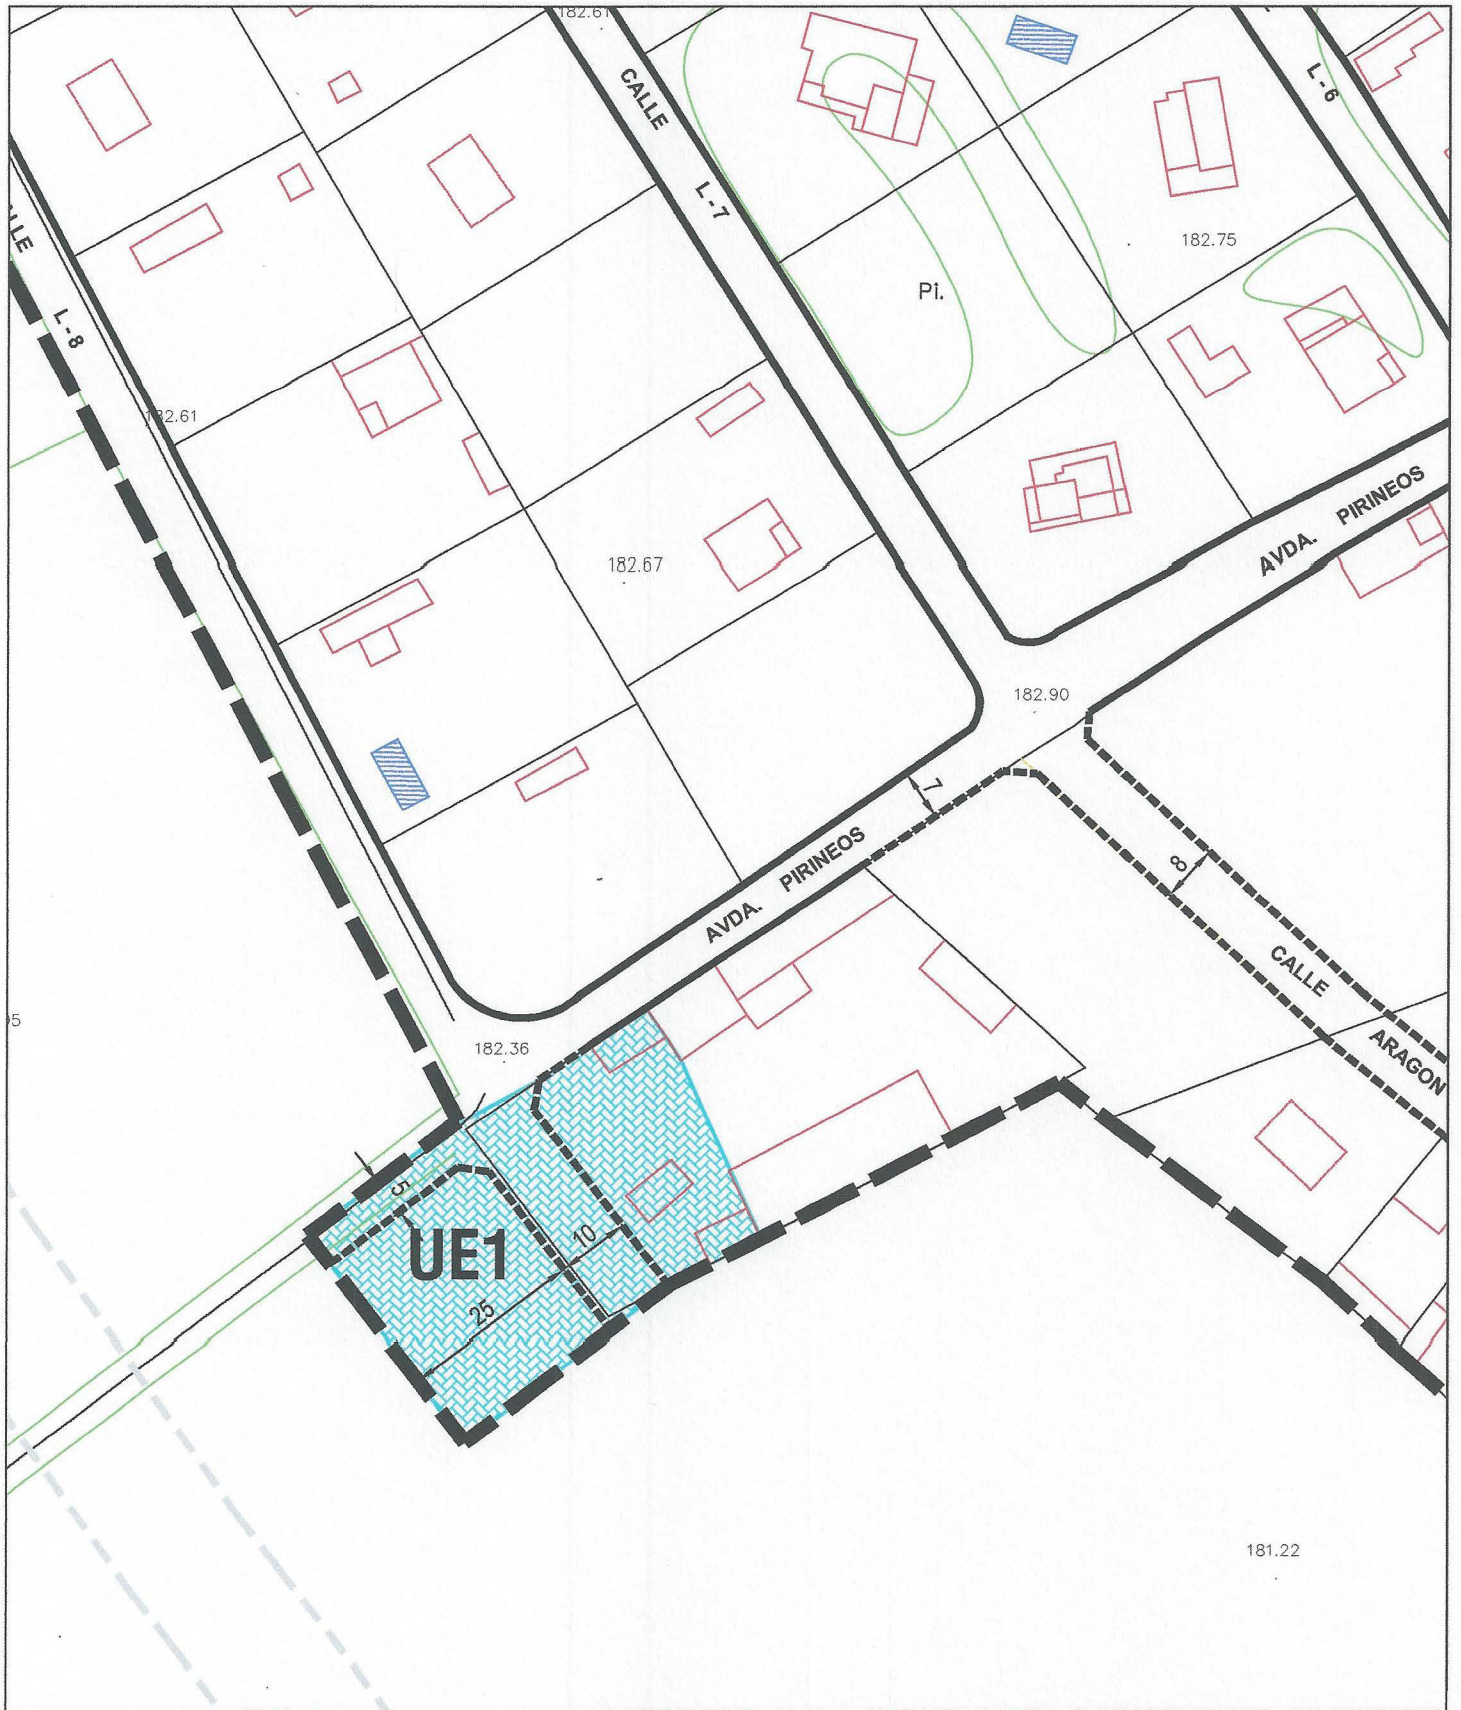 182.61
CALLE
L-7
L-6
LLE
L-8
182.75
Pi.
182.61
AVDA. PIRINEOS
182.67
182.90
7
AVDA. PIRINEOS
8
CALLE
ARAGON
95
182.36
5
UE1
10
25
181.22